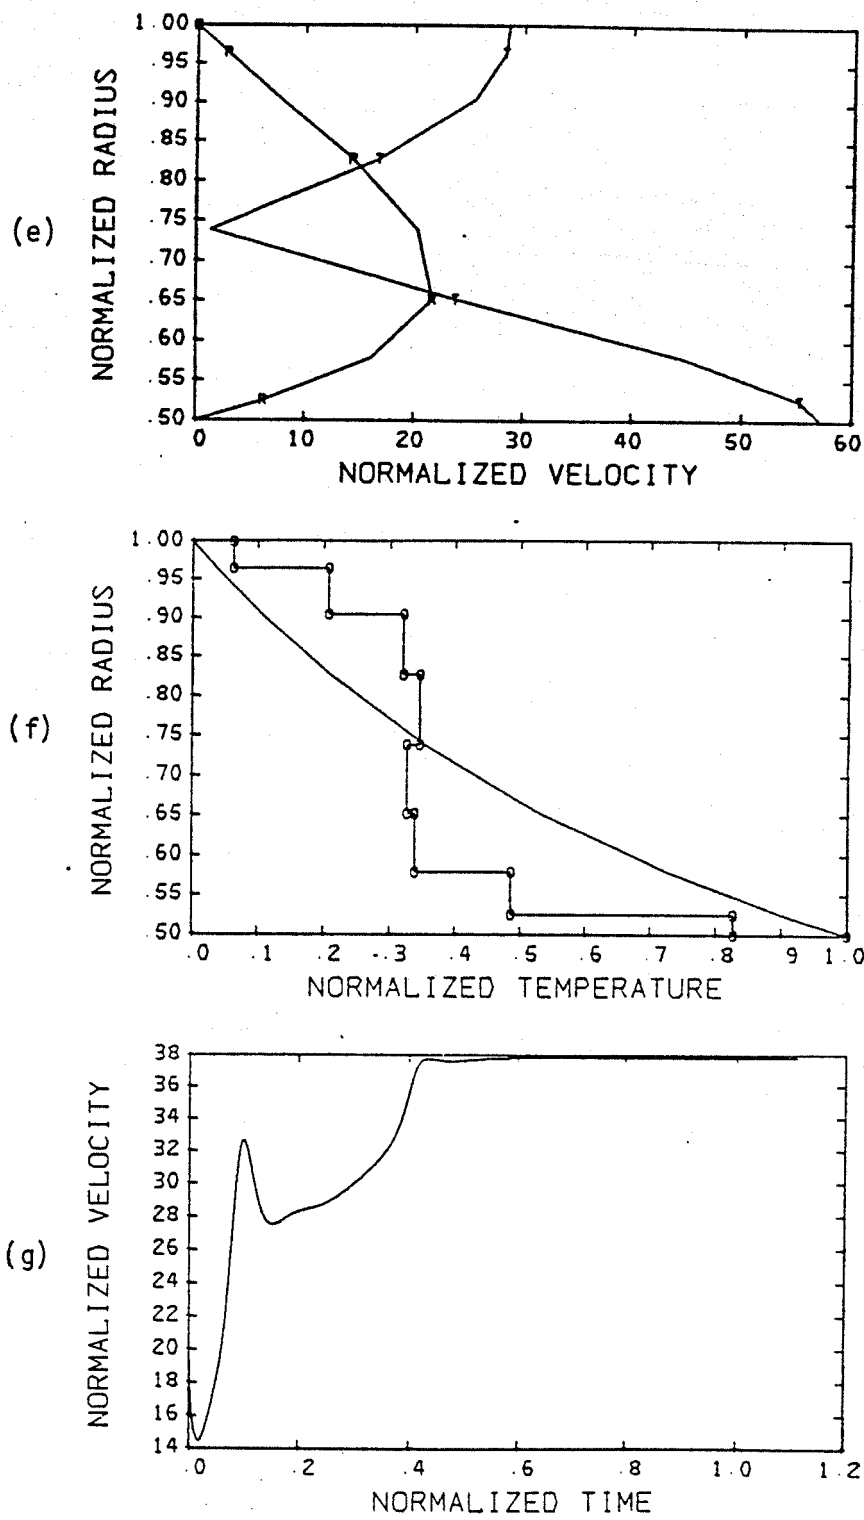 (e)
NORMALIZED RADIUS
1.00
.95
.90
.85
.80
.75
.70
.65
.60
.55
.50
R
T
R
T
R
T
R
T
0 10 20 30 40 50 60
NORMALIZED VELOCITY
(f)
NORMALIZED RADIUS
1.00
.95
.90
.85
.80
.75
.70
.65
.60
.55
.50
.0 .1 .2 .3 .4 .5 .6 .7 .8 9 1.0
NORMALIZED TEMPERATURE
(g)
NORMALIZED VELOCITY
38
36
34
32
30
28
26
24
22
20
18
16
14
.0 .2 .4 .6 .8 1.0 1.2
NORMALIZED TIME